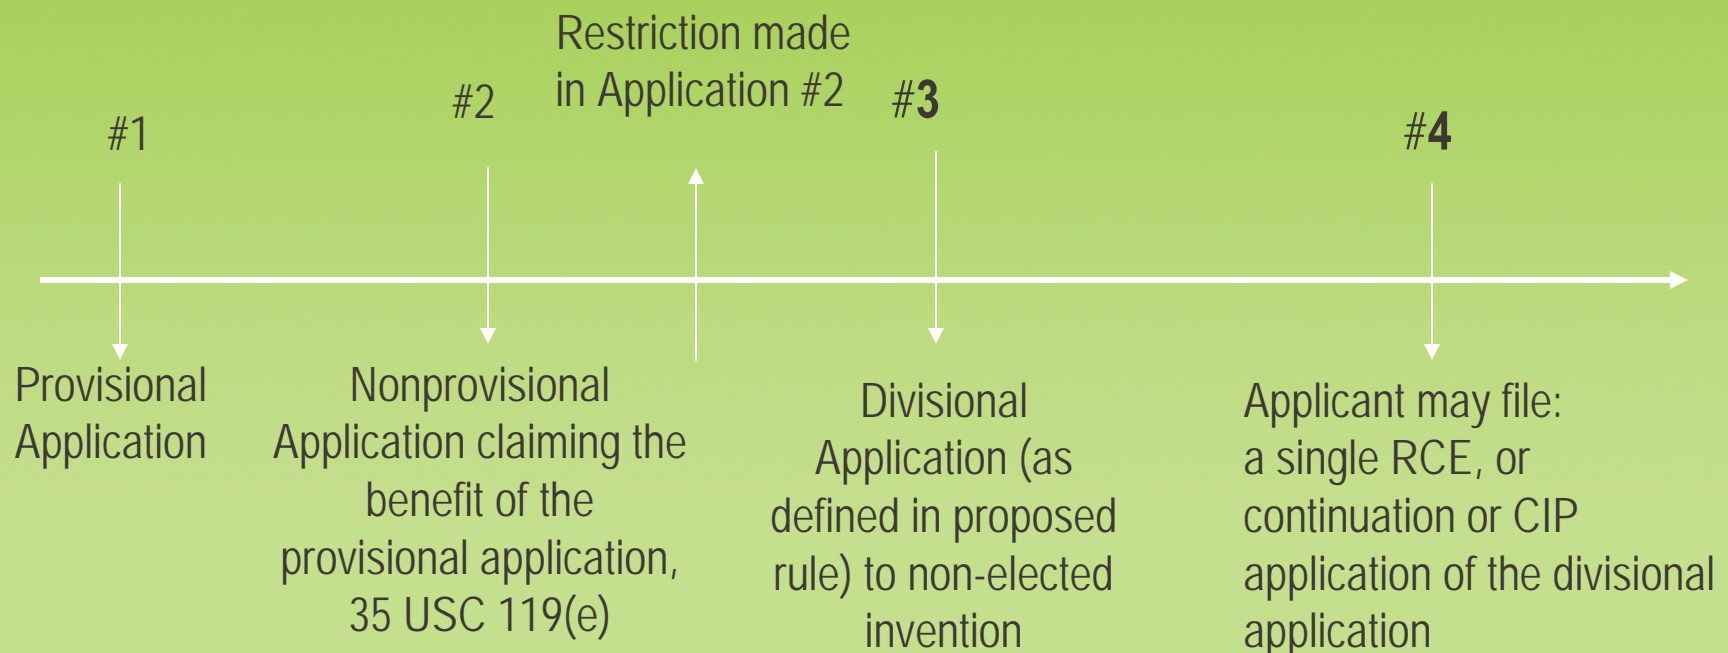 Restriction made
in Application #2
#1
#2
#3
#4
Provisional
Application
Nonprovisional
Application claiming the
benefit of the
provisional application,
35 USC 119(e)
Divisional
Application (as
defined in proposed
rule) to non-elected
invention
Applicant may file:
a single RCE, or
continuation or CIP
application of the divisional
application